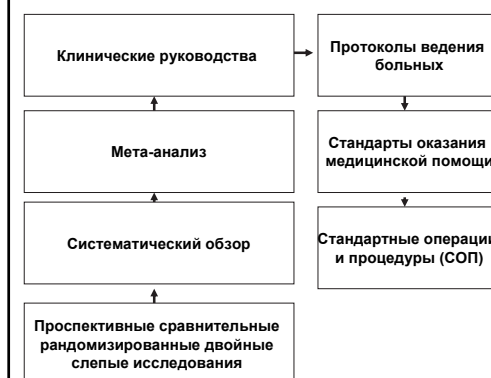 Клинические руководства
Протоколы ведения
больных
Мета-анализ
Стандарты оказания
медицинской помощи
Систематический обзор
Стандартные операции
и процедуры (СОП)
Проспективные сравнительные
рандомизированные двойные
слепые исследования